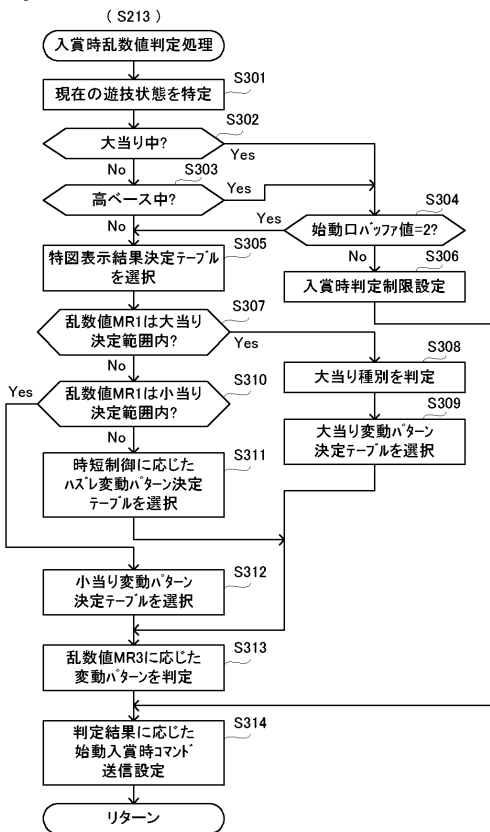 (S213)
入賞時乱数値判定処理
S301
現在の遊技状態を特定
S302
大当り中?
Yes
No
S303
高ベース中?
Yes
No
S304
始動口バッファ値=2?
Yes
No
S305
特図表示結果決定テーブル
を選択
S306
入賞時判定制限設定
S307
乱数値MR1は大当り
決定範囲内?
Yes
No
S308
大当り種別を判定
S309
大当り変動パターン
決定テーブルを選択
S310
乱数値MR1は小当り
決定範囲内?
Yes
No
S311
時短制御に応じた
ハズレ変動パターン決定
テーブルを選択
S312
小当り変動パターン
決定テーブルを選択
S313
乱数値MR3に応じた
変動パターンを判定
S314
判定結果に応じた
始動入賞時コマンド
送信設定
リターン